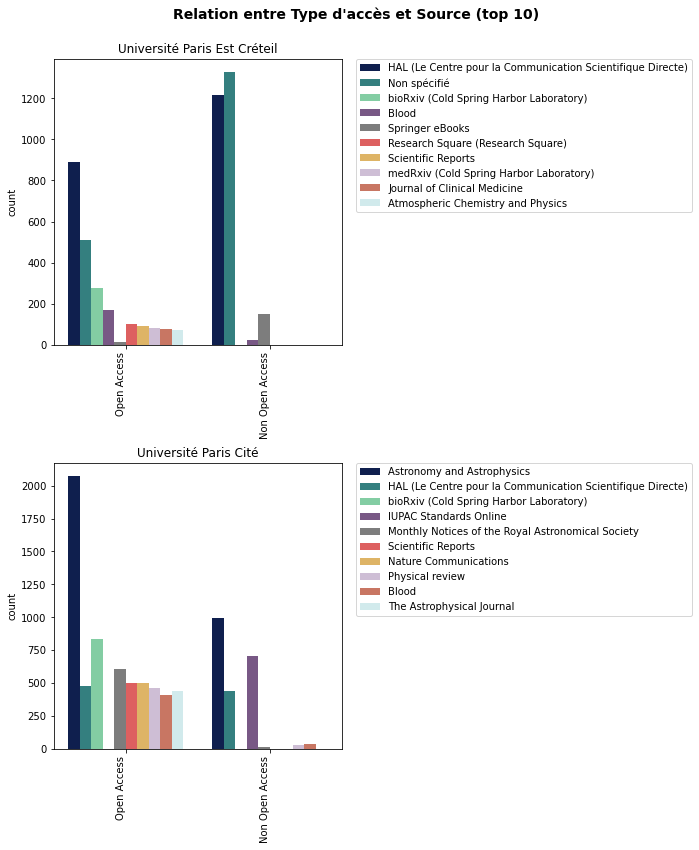 Relation entre Type d'accès et Source (top 10)
Université Paris Est Créteil
count
1200
1000
800
600
400
200
0
Open Access
Non Open Access
HAL (Le Centre pour la Communication Scientifique Directe)
Non spécifié
bioRxiv (Cold Spring Harbor Laboratory)
Blood
Springer eBooks
Research Square (Research Square)
Scientific Reports
medRxiv (Cold Spring Harbor Laboratory)
Journal of Clinical Medicine
Atmospheric Chemistry and Physics
Université Paris Cité
count
2000
1750
1500
1250
1000
750
500
250
0
Open Access
Non Open Access
Astronomy and Astrophysics
HAL (Le Centre pour la Communication Scientifique Directe)
bioRxiv (Cold Spring Harbor Laboratory)
IUPAC Standards Online
Monthly Notices of the Royal Astronomical Society
Scientific Reports
Nature Communications
Physical review
Blood
The Astrophysical Journal